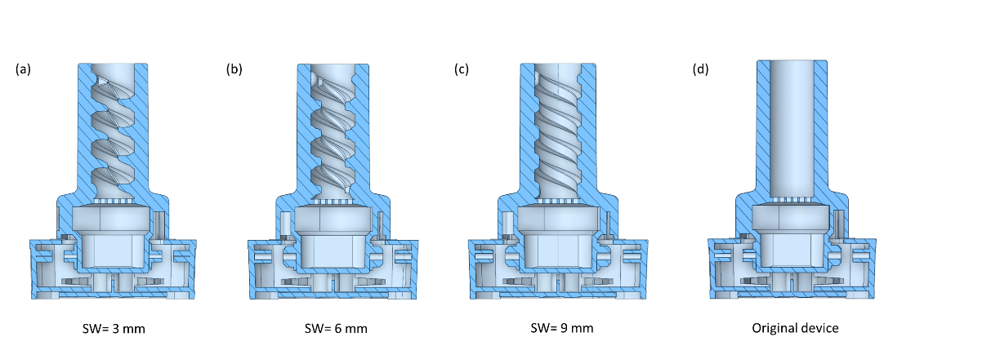 (a)
(b)
(c)
(d)
SW= 3 mm
SW= 6 mm
SW= 9 mm
Original device